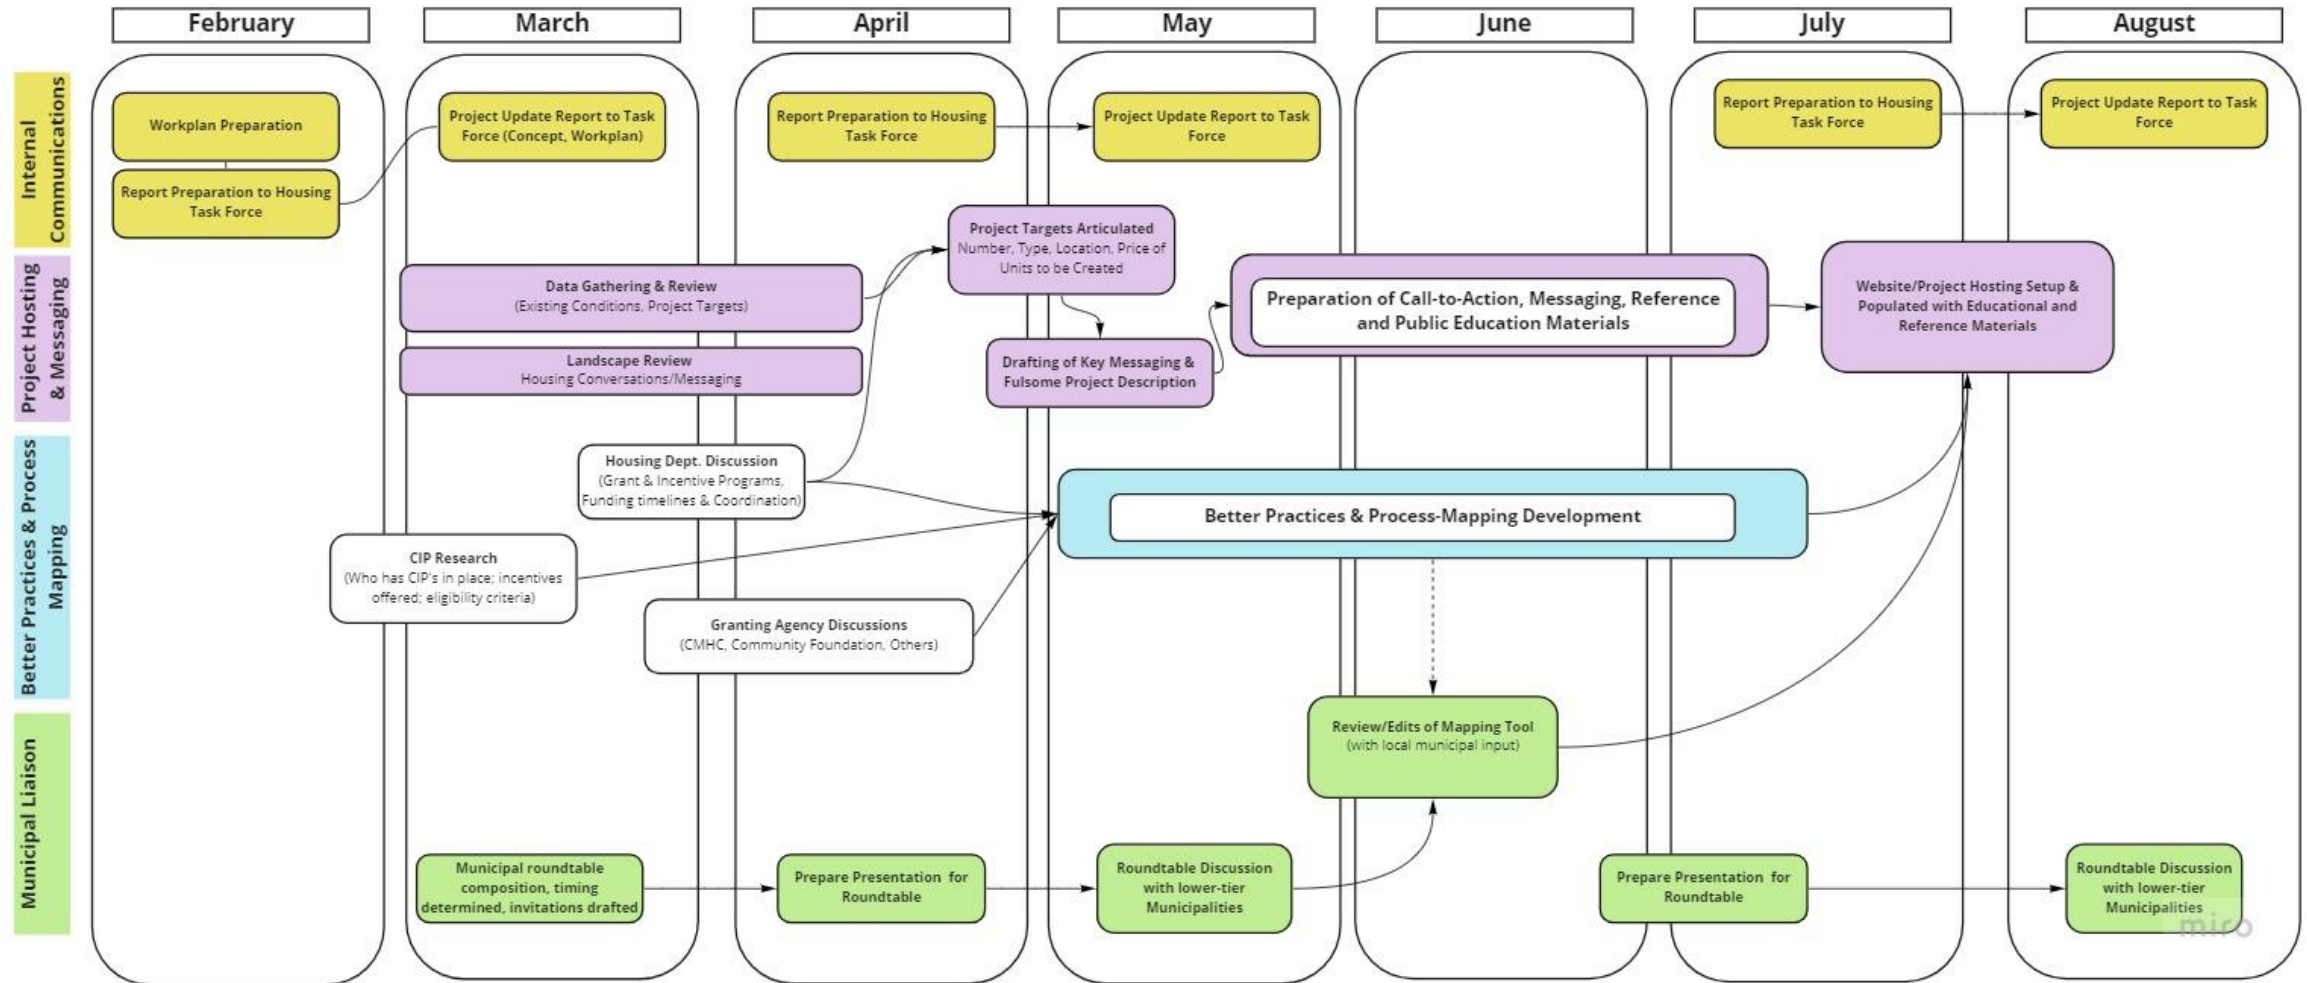 February
March
April
May
June
July
August
Internal
Communications
Workplan Preparation
Report Preparation to Housing
Task Force
Project Update Report to Task
Force (Concept, Workplan)
Report Preparation to Housing
Task Force
Project Update Report to Task
Force
Report Preparation to Housing
Task Force
Project Update Report to Task
Force
Project Hosting
& Messaging
Data Gathering & Review
(Existing Conditions, Project Targets)
Landscape Review
Housing Conversations/Messaging
Project Targets Articulated
Number, Type, Location, Price of
Units to be Created
Drafting of Key Messaging &
Fulsome Project Description
Preparation of Call-to-Action, Messaging, Reference
and Public Education Materials
Website/Project Hosting Setup &
Populated with Educational and
Reference Materials
Better Practices & Process
Mapping
Housing Dept. Discussion
(Grant & Incentive Programs,
Funding timelines & Coordination)
CIP Research
(Who has CIP's in place; incentives
offered; eligibility criteria)
Granting Agency Discussions
(CMHC, Community Foundation, Others)
Better Practices & Process-Mapping Development
Municipal Liaison
Review/Edits of Mapping Tool
(with local municipal input)
Municipal roundtable
composition, timing
determined, invitations drafted
Prepare Presentation for
Roundtable
Roundtable Discussion
with lower-tier
Municipalities
Prepare Presentation for
Roundtable
Roundtable Discussion
with lower-tier
Municipalities
miro